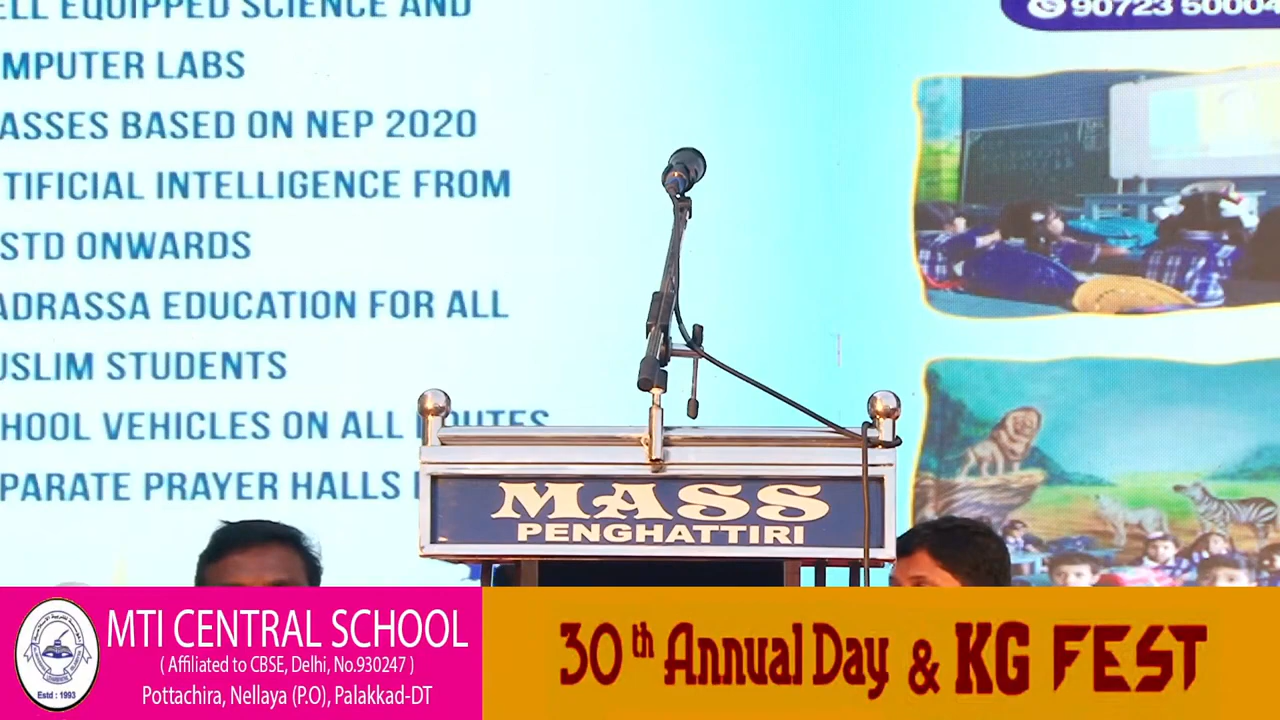 ELL EQUIPPED SCIENCE AND
MPUTER LABS
ASSES BASED ON NEP 2020
TIFICIAL INTELLIGENCE FROM
STD ONWARDS
ADRASSA EDUCATION FOR ALL
USLIM STUDENTS
HOOL VEHICLES ON ALL ROUTES
PARATE PRAYER HALLS
90723 50004
MASS
PENGHATTIRI
MTI CENTRAL SCHOOL
( Affiliated to CBSE, Delhi, No.930247 )
Pottachira, Nellaya (P.O), Palakkad-DT
Estd : 1993
30th Annual Day & KG FEST